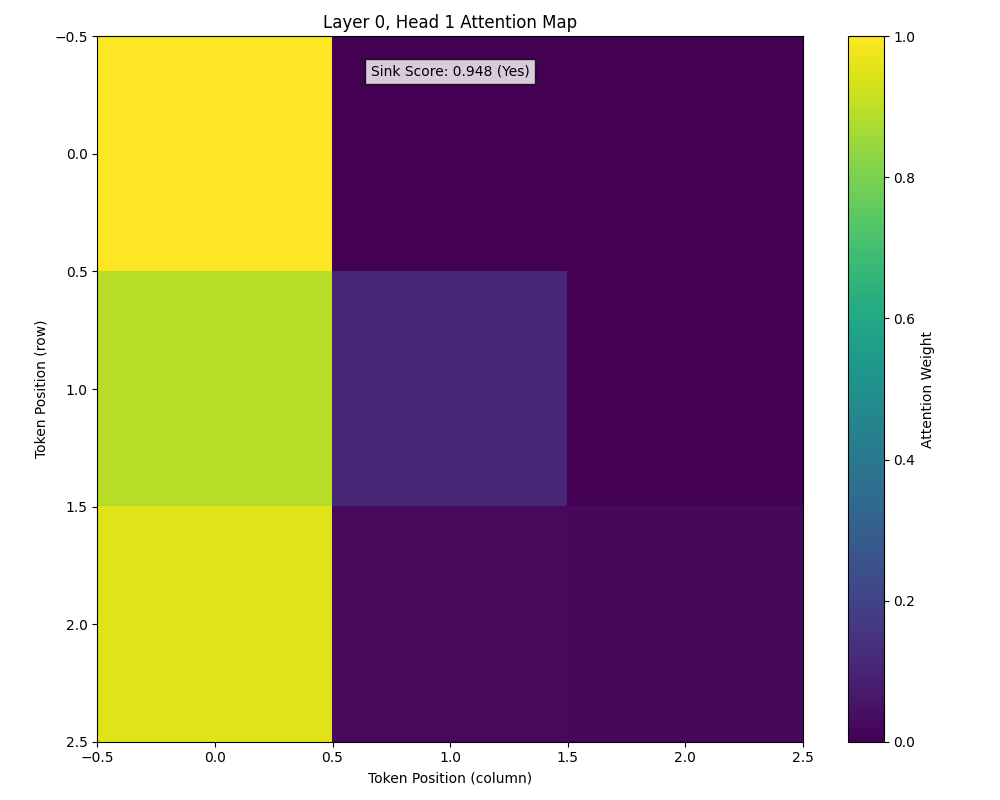 Layer 0, Head 1 Attention Map
Sink Score: 0.948 (Yes)
−0.5
0.0
0.5
1.0
1.5
2.0
2.5
Token Position (row)
−0.5 0.0 0.5 1.0 1.5 2.0 2.5
Token Position (column)
1.0
0.8
0.6
0.4
0.2
0.0
Attention Weight